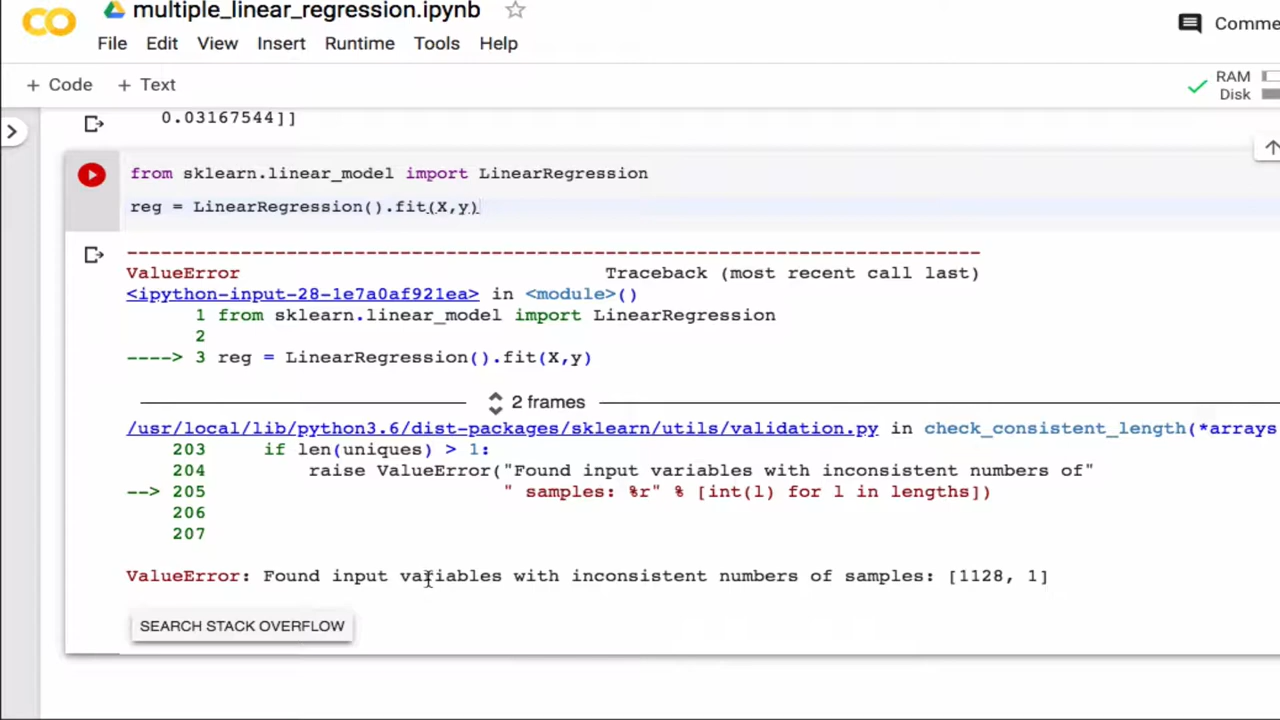 multiple_linear_regression.ipynb
Comme
File Edit View Insert Runtime Tools Help
+ Code + Text
RAM
Disk
0.03167544]]
from sklearn.linear_model import LinearRegression
reg = LinearRegression().fit(X,y)
---------------------------------------------------------------------------
ValueError Traceback (most recent call last)
<ipython-input-28-1e7a0af921ea> in <module>()
1 from sklearn.linear_model import LinearRegression
2
----> 3 reg = LinearRegression().fit(X,y)
2 frames
/usr/local/lib/python3.6/dist-packages/sklearn/utils/validation.py in check_consistent_length(*arrays
203 if len(uniques) > 1:
204 raise ValueError("Found input variables with inconsistent numbers of"
--> 205 " samples: %r" % [int(l) for l in lengths])
206
207
ValueError: Found input variables with inconsistent numbers of samples: [1128, 1]
SEARCH STACK OVERFLOW